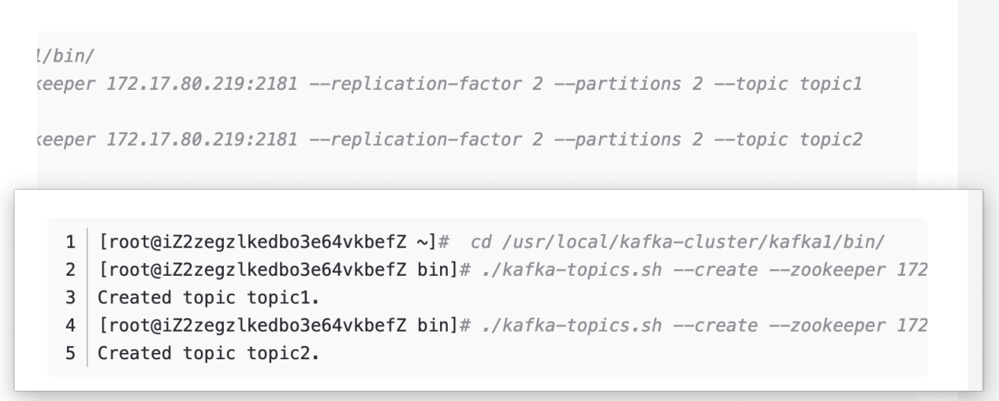 1/bin/
keeper 172.17.80.219:2181 --replication-factor 2 --partitions 2 --topic topic1
keeper 172.17.80.219:2181 --replication-factor 2 --partitions 2 --topic topic2
1 [root@iZ2zegzlkedbo3e64vkbefZ ~]#  cd /usr/local/kafka-cluster/kafka1/bin/
2 [root@iZ2zegzlkedbo3e64vkbefZ bin]# ./kafka-topics.sh --create --zookeeper 172
3 Created topic topic1.
4 [root@iZ2zegzlkedbo3e64vkbefZ bin]# ./kafka-topics.sh --create --zookeeper 172
5 Created topic topic2.